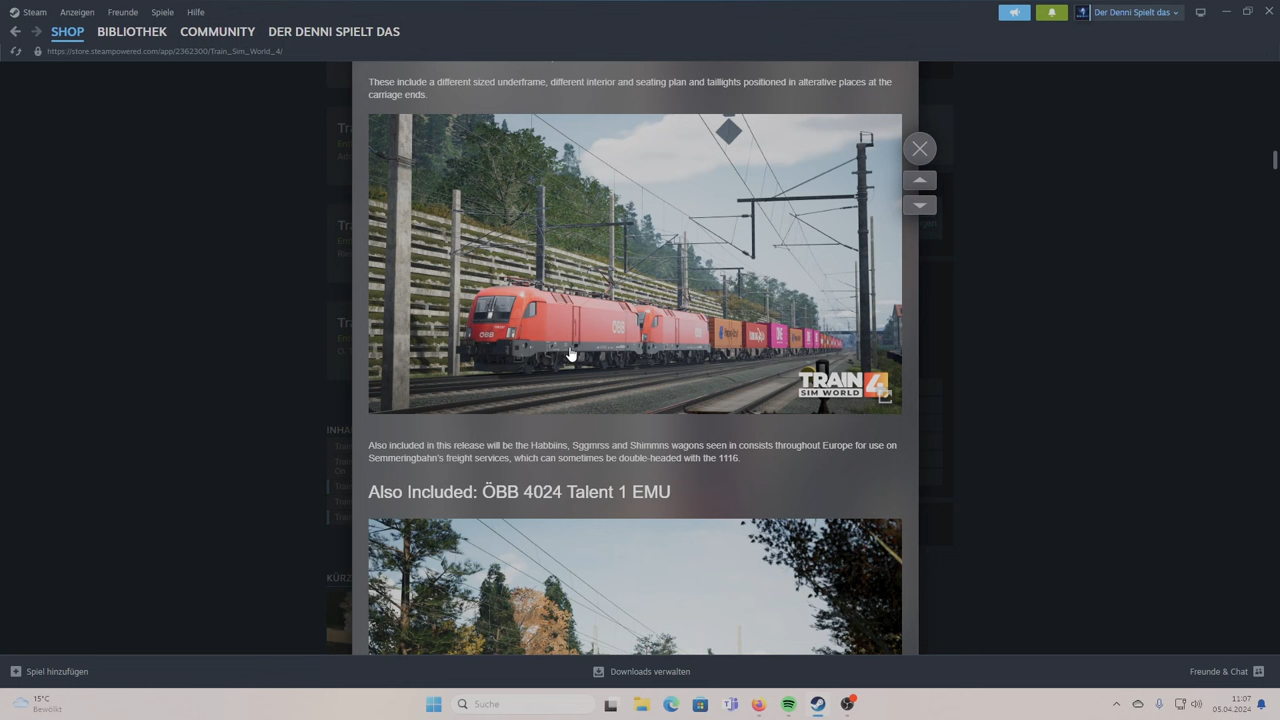 Steam Anzeigen Freunde Spiele Hilfe
Der Denni Spielt das
SHOP BIBLIOTHEK COMMUNITY DER DENNI SPIELT DAS
https://store.steampowered.com/app/2362300/Train_Sim_World_4/
These include a different sized underframe, different interior and seating plan and taillights positioned in alterative places at the
carriage ends.
ÖBB
ÖBB
TRAIN 4
SIM WORLD
Also included in this release will be the Habbiins, Sggmrss and Shimmns wagons seen in consists throughout Europe for use on
Semmeringbahn's freight services, which can sometimes be double-headed with the 1116.
Also Included: ÖBB 4024 Talent 1 EMU
INHA
KÜRZ
Spiel hinzufügen
Downloads verwalten
Freunde & Chat
15°C
Bewölkt
Suche
11:07
05.04.2024